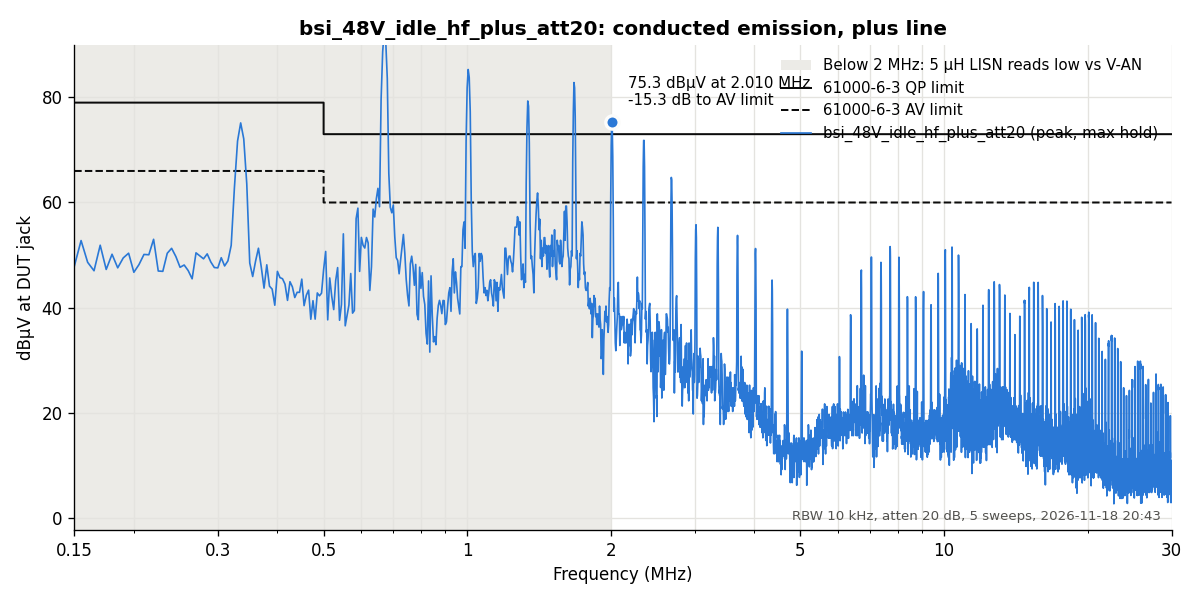 bsi_48V_idle_hf_plus_att20: conducted emission, plus line
75.3 dBµV at 2.010 MHz
-15.3 dB to AV limit
Below 2 MHz: 5 µH LISN reads low vs V-AN
61000-6-3 QP limit
61000-6-3 AV limit
bsi_48V_idle_hf_plus_att20 (peak, max hold)
dBµV at DUT jack
80
60
40
20
0
RBW 10 kHz, atten 20 dB, 5 sweeps, 2026-11-18 20:43
0.15 0.3 0.5 1 2 5 10 30
Frequency (MHz)